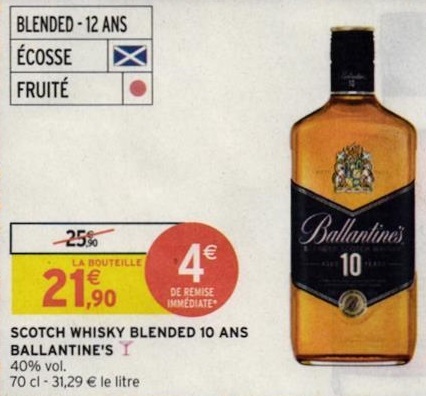 BLENDED - 12 ANS
ÉCOSSE
FRUITÉ
25€90
LA BOUTEILLE
21€,90
4€
DE REMISE
IMMÉDIATE*
Ballantine's
10
SCOTCH WHISKY BLENDED 10 ANS
BALLANTINE'S
40% vol.
70 cl - 31,29 € le litre